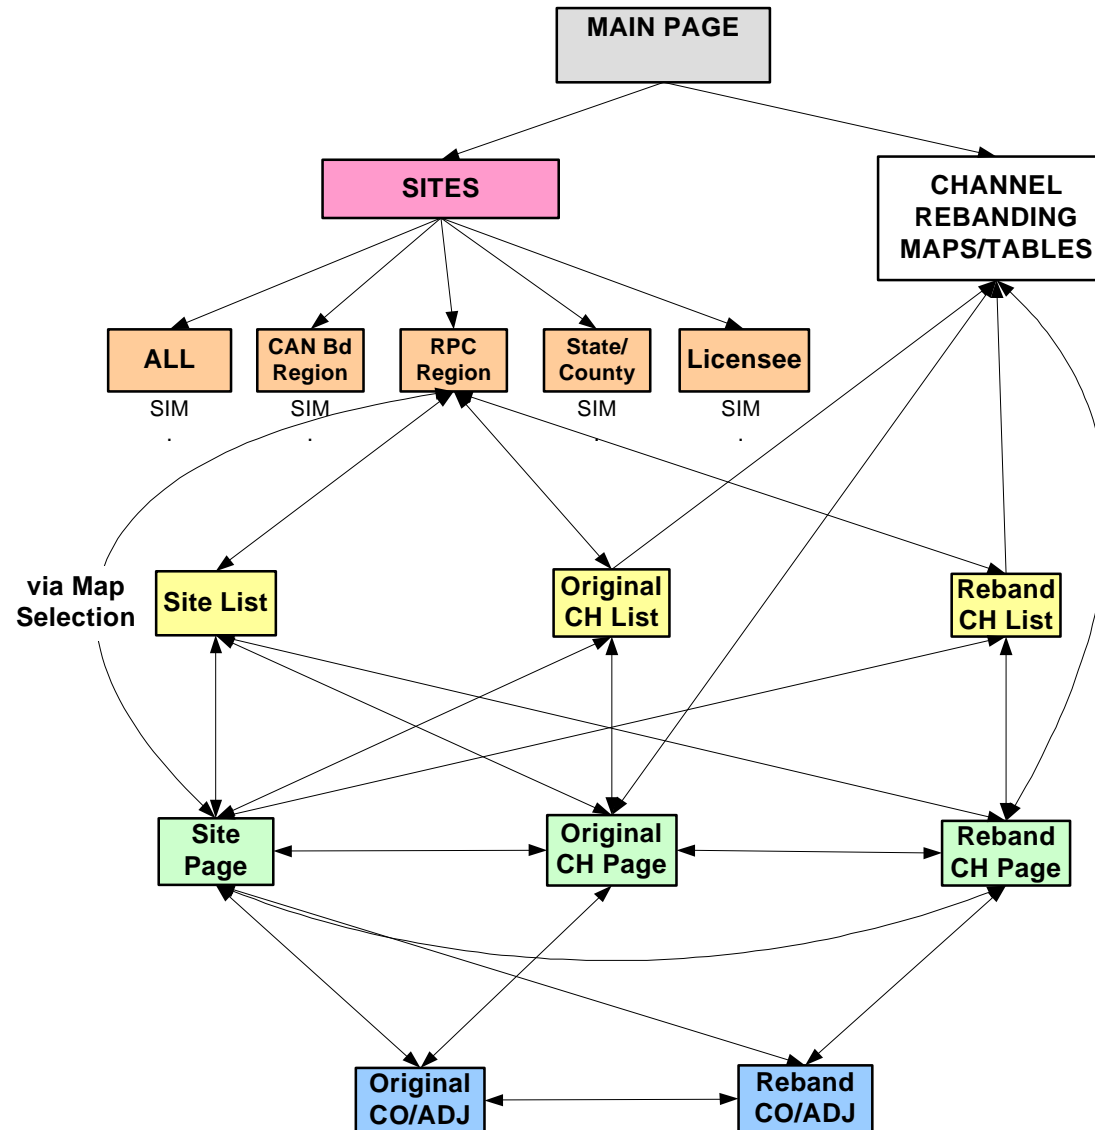 MAIN PAGE
SITES
CHANNEL
REBANDING
MAPS/TABLES
ALL
CAN Bd
Region
RPC
Region
State/
County
Licensee
SIM
.
SIM
.
SIM
.
SIM
.
via Map
Selection
Site List
Original
CH List
Reband
CH List
Site
Page
Original
CH Page
Reband
CH Page
Original
CO/ADJ
Reband
CO/ADJ